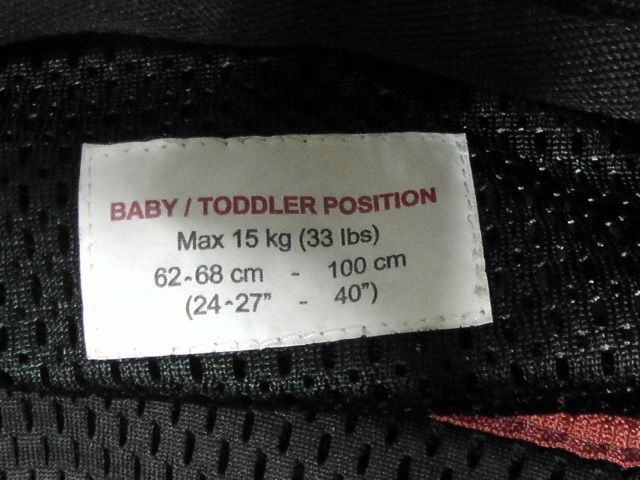 BABY / TODDLER POSITION
Max 15 kg (33 lbs)
62-68 cm - 100 cm
(24-27" - 40")